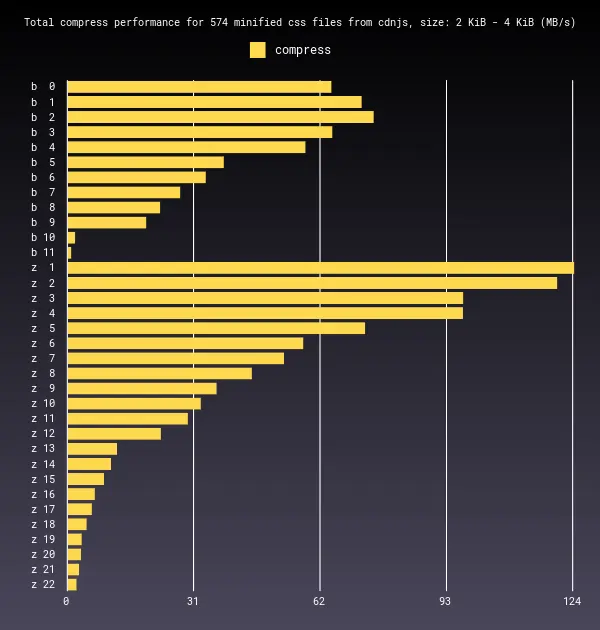 Total compress performance for 574 minified css files from cdnjs, size: 2 KiB - 4 KiB (MB/s)
compress
b 0
b 1
b 2
b 3
b 4
b 5
b 6
b 7
b 8
b 9
b 10
b 11
z 1
z 2
z 3
z 4
z 5
z 6
z 7
z 8
z 9
z 10
z 11
z 12
z 13
z 14
z 15
z 16
z 17
z 18
z 19
z 20
z 21
z 22
0 31 62 93 124